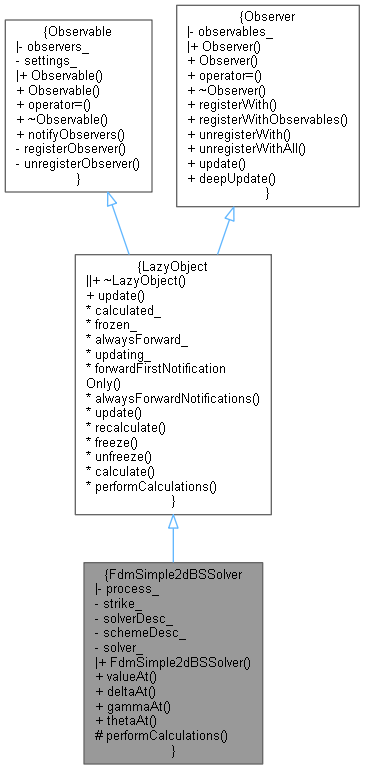 {Observable
|- observers_
- settings_
|+ Observable()
+ Observable()
+ operator=()
+ ~Observable()
+ notifyObservers()
- registerObserver()
- unregisterObserver()
}
{Observer
|- observables_
|+ Observer()
+ Observer()
+ operator=()
+ ~Observer()
+ registerWith()
+ registerWithObservables()
+ unregisterWith()
+ unregisterWithAll()
+ update()
+ deepUpdate()
}
{LazyObject
||+ ~LazyObject()
+ update()
* calculated_
* frozen_
* alwaysForward_
* updating_
* forwardFirstNotification
Only()
* alwaysForwardNotifications()
* update()
* recalculate()
* freeze()
* unfreeze()
* calculate()
* performCalculations()
}
{FdmSimple2dBSSolver
|- process_
- strike_
- solverDesc_
- schemeDesc_
- solver_
|+ FdmSimple2dBSSolver()
+ valueAt()
+ deltaAt()
+ gammaAt()
+ thetaAt()
# performCalculations()
}